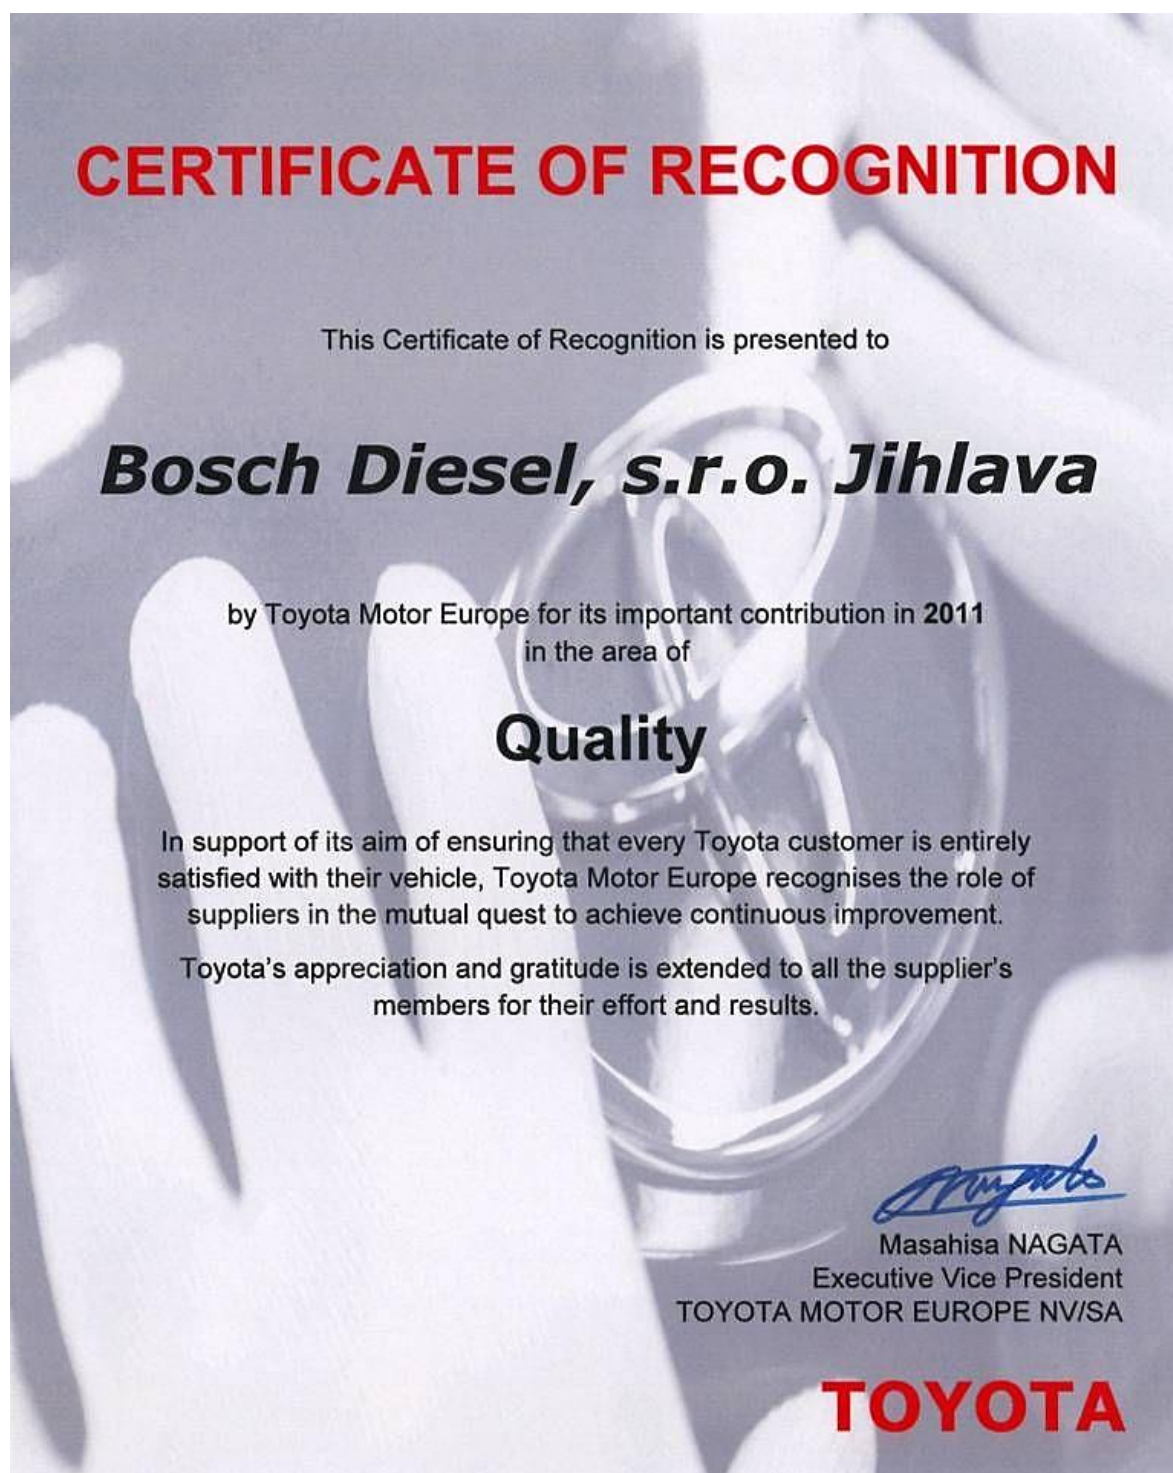 CERTIFICATE OF RECOGNITION
This Certificate of Recognition is presented to
Bosch Diesel, s.r.o. Jihlava
by Toyota Motor Europe for its important contribution in 2011
in the area of
Quality
In support of its aim of ensuring that every Toyota customer is entirely
satisfied with their vehicle, Toyota Motor Europe recognises the role of
suppliers in the mutual quest to achieve continuous improvement.
Toyota's appreciation and gratitude is extended to all the supplier's
members for their effort and results.
Masahisa NAGATA
Executive Vice President
TOYOTA MOTOR EUROPE NV/SA
TOYOTA